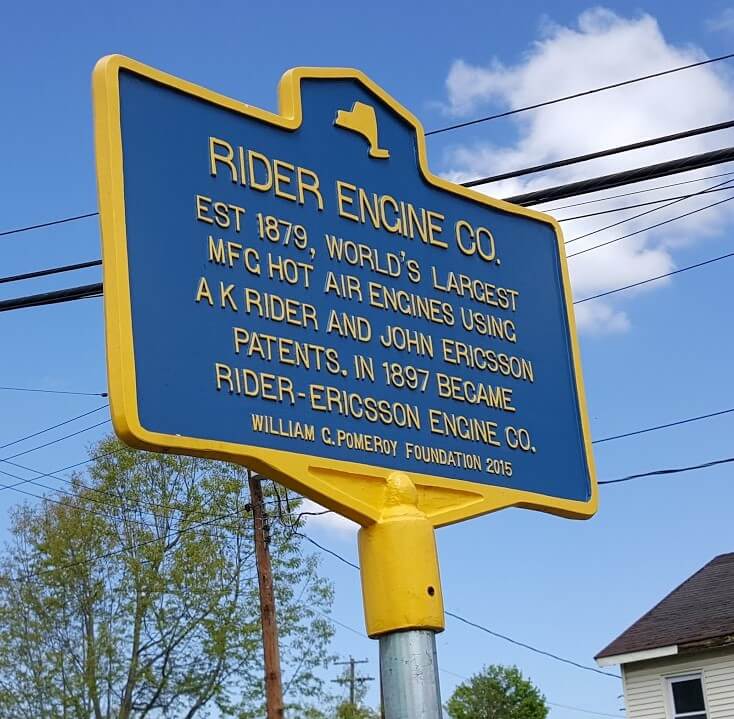 RIDER ENGINE CO.
EST 1879, WORLD'S LARGEST
MFG HOT AIR ENGINES USING
A K RIDER AND JOHN ERICSSON
PATENTS. IN 1897 BECAME
RIDER-ERICSSON ENGINE CO.
WILLIAM G. POMEROY FOUNDATION 2015